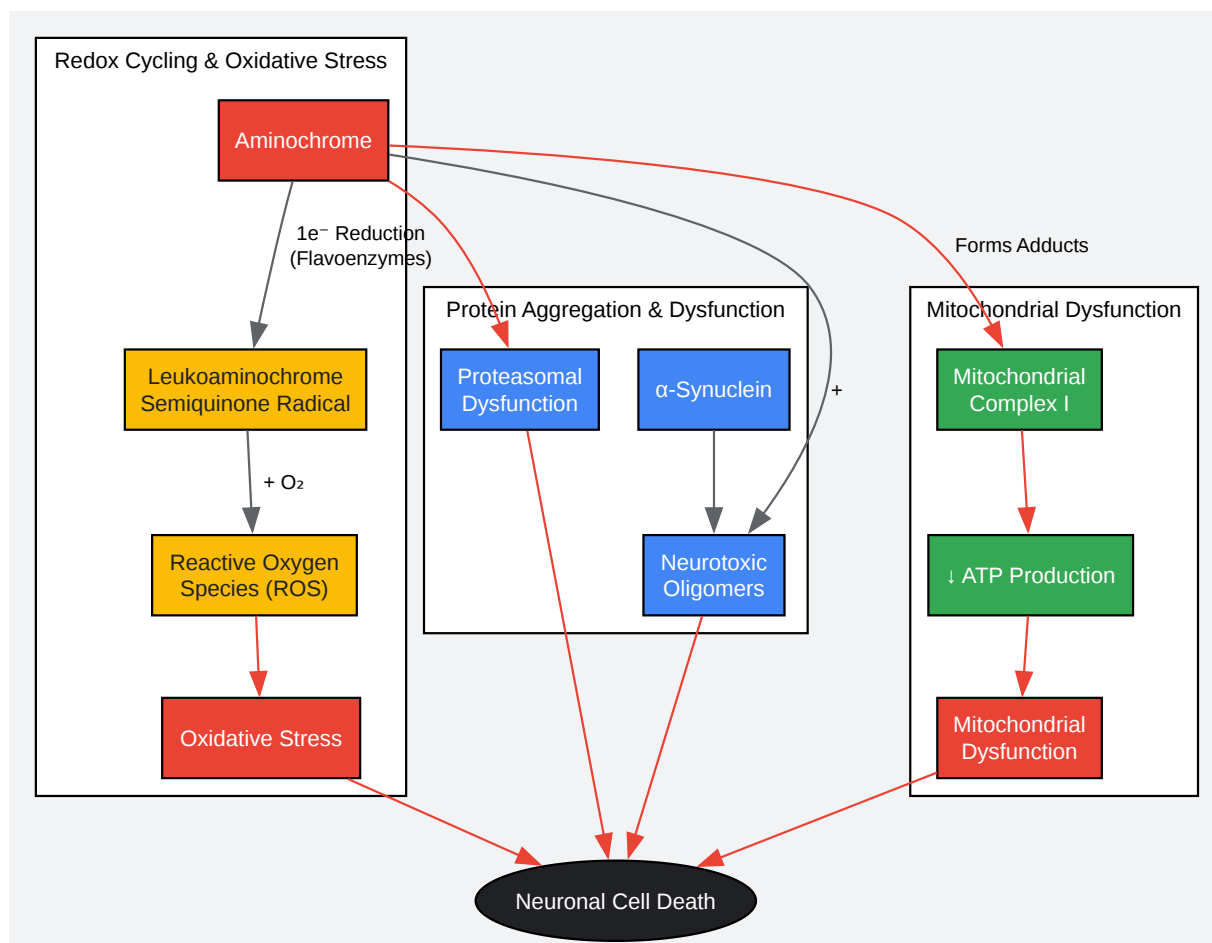 Redox Cycling & Oxidative Stress
Aminochrome
1e⁻ Reduction
(Flavoenzymes)
Leukoaminochrome
Semiquinone Radical
+ O₂
Reactive Oxygen
Species (ROS)
Oxidative Stress
Protein Aggregation & Dysfunction
Proteasomal
Dysfunction
α-Synuclein
+
Neurotoxic
Oligomers
Forms Adducts
Mitochondrial Dysfunction
Mitochondrial
Complex I
↓ ATP Production
Mitochondrial
Dysfunction
Neuronal Cell Death